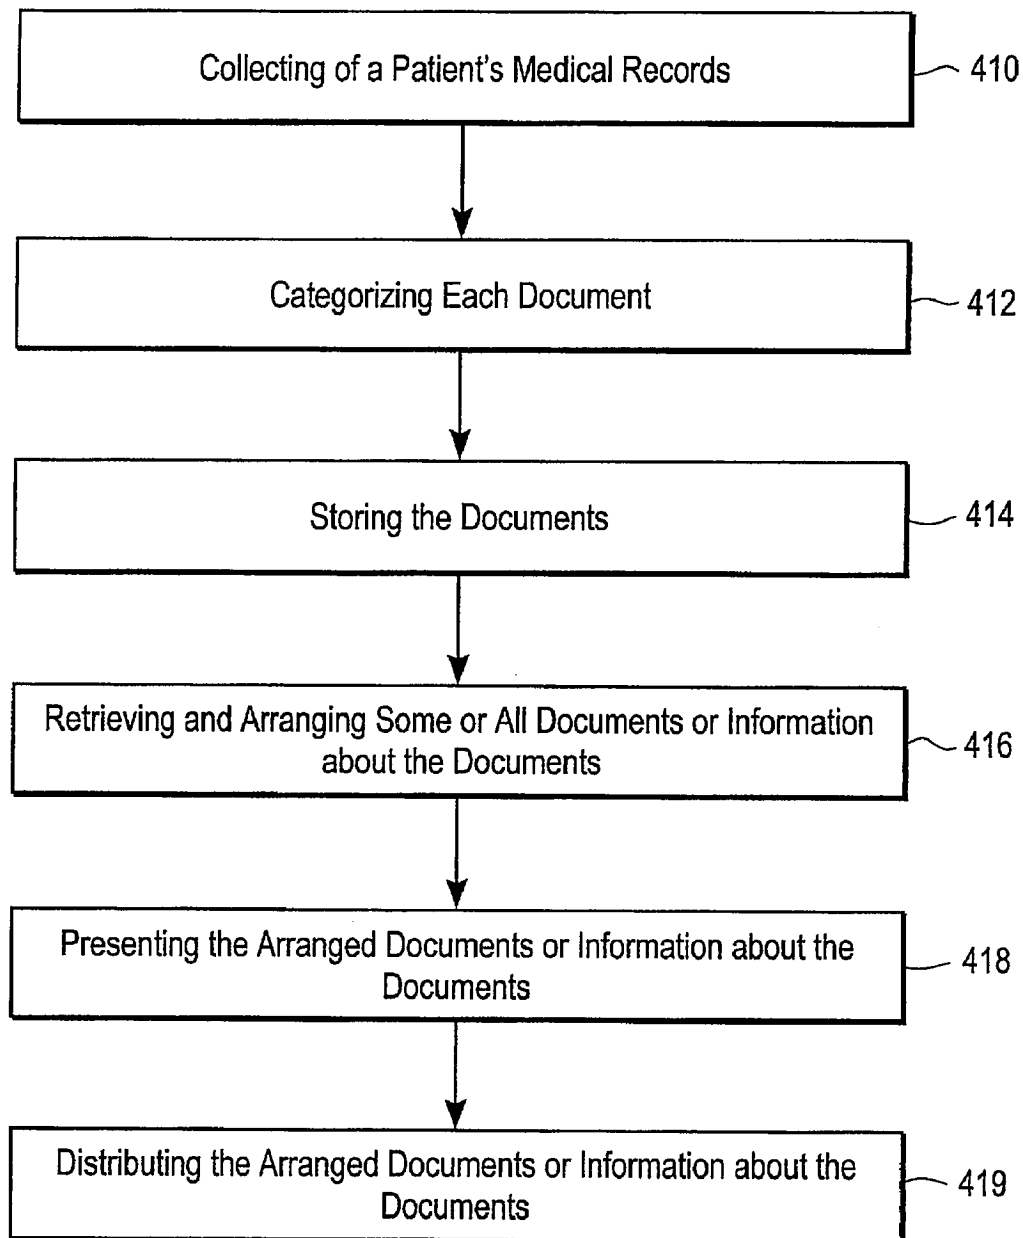 Collecting of a Patient's Medical Records
410
Categorizing Each Document
412
Storing the Documents
414
Retrieving and Arranging Some or All Documents or Information
about the Documents
416
Presenting the Arranged Documents or Information about the
Documents
418
Distributing the Arranged Documents or Information about the
Documents
419